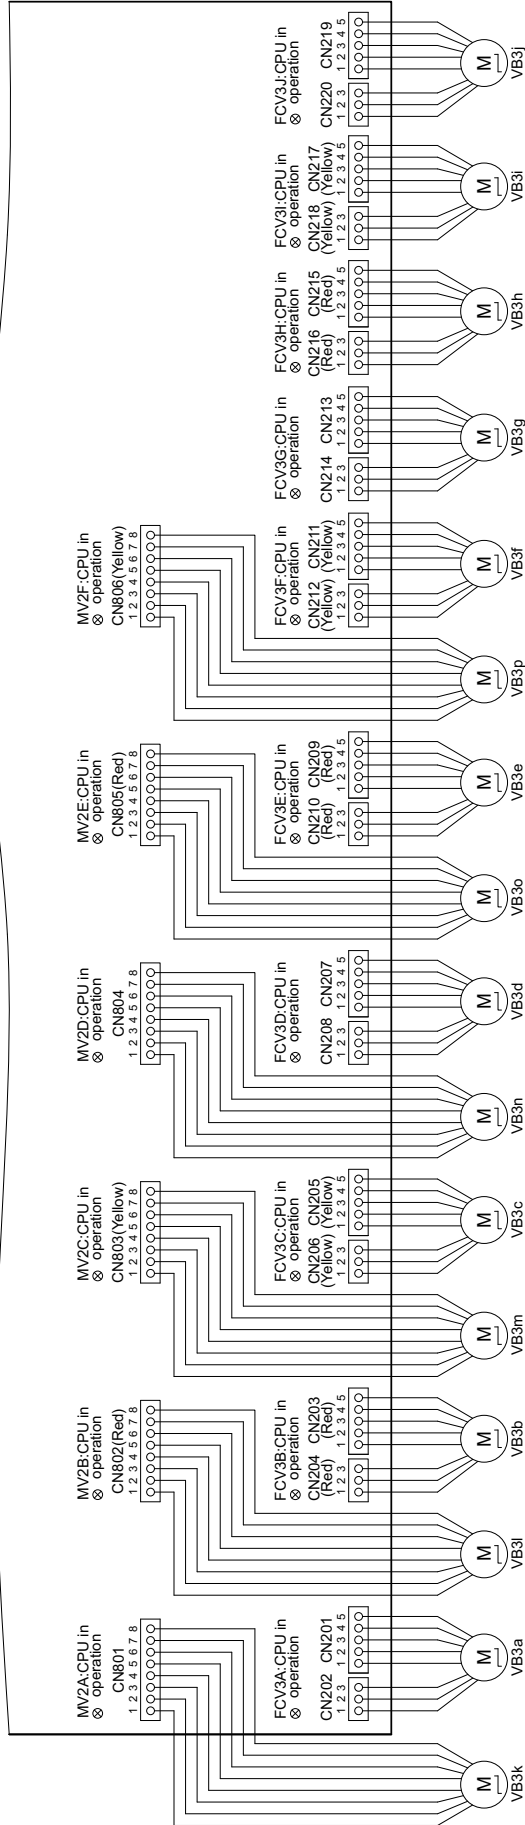 MV2A:CPU in
⊗ operation
CN801
1 2 3 4 5 6 7 8
MV2B:CPU in
⊗ operation
CN802(Red)
1 2 3 4 5 6 7 8
MV2C:CPU in
⊗ operation
CN803(Yellow)
1 2 3 4 5 6 7 8
MV2D:CPU in
⊗ operation
CN804
1 2 3 4 5 6 7 8
MV2E:CPU in
⊗ operation
CN805(Red)
1 2 3 4 5 6 7 8
MV2F:CPU in
⊗ operation
CN806(Yellow)
1 2 3 4 5 6 7 8
FCV3A:CPU in
⊗ operation
CN202 CN201
1 2 3 1 2 3 4 5
FCV3B:CPU in
⊗ operation
CN204 CN203
(Red) (Red)
1 2 3 1 2 3 4 5
FCV3C:CPU in
⊗ operation
CN206 CN205
(Yellow) (Yellow)
1 2 3 1 2 3 4 5
FCV3D:CPU in
⊗ operation
CN208 CN207
1 2 3 1 2 3 4 5
FCV3E:CPU in
⊗ operation
CN210 CN209
(Red) (Red)
1 2 3 1 2 3 4 5
FCV3F:CPU in
⊗ operation
CN212 CN211
(Yellow) (Yellow)
1 2 3 1 2 3 4 5
FCV3G:CPU in
⊗ operation
CN214 CN213
1 2 3 1 2 3 4 5
FCV3H:CPU in
⊗ operation
CN216 CN215
(Red) (Red)
1 2 3 1 2 3 4 5
FCV3I:CPU in
⊗ operation
CN218 CN217
(Yellow) (Yellow)
1 2 3 1 2 3 4 5
FCV3J:CPU in
⊗ operation
CN220 CN219
1 2 3 1 2 3 4 5
M M M M M M M M M M M M M M M M
VB3k VB3a VB3l VB3b VB3m VB3c VB3n VB3d VB3o VB3e VB3p VB3f VB3g VB3h VB3i VB3j